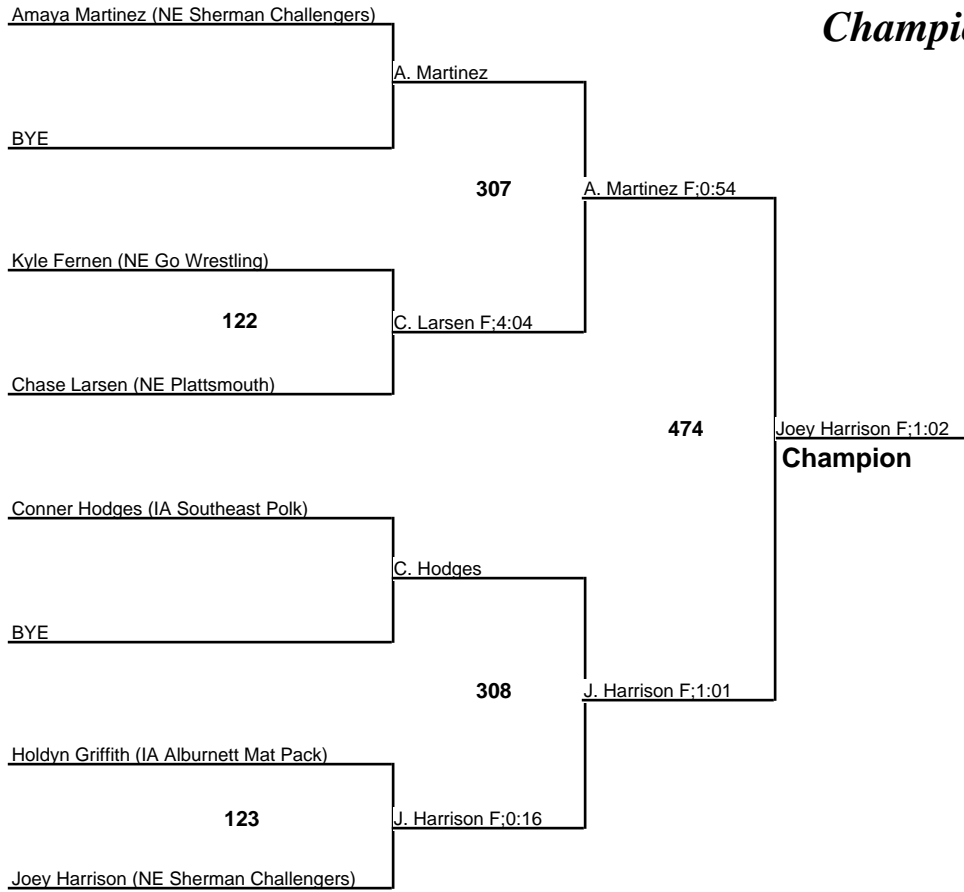 Amaya Martinez (NE Sherman Challengers)
A. Martinez
BYE
307
A. Martinez F;0:54
Kyle Fernen (NE Go Wrestling)
122
C. Larsen F;4:04
Chase Larsen (NE Plattsmouth)
474
Joey Harrison F;1:02
Champion
Conner Hodges (IA Southeast Polk)
C. Hodges
BYE
308
J. Harrison F;1:01
Holdyn Griffith (IA Alburnett Mat Pack)
123
J. Harrison F;0:16
Joey Harrison (NE Sherman Challengers)